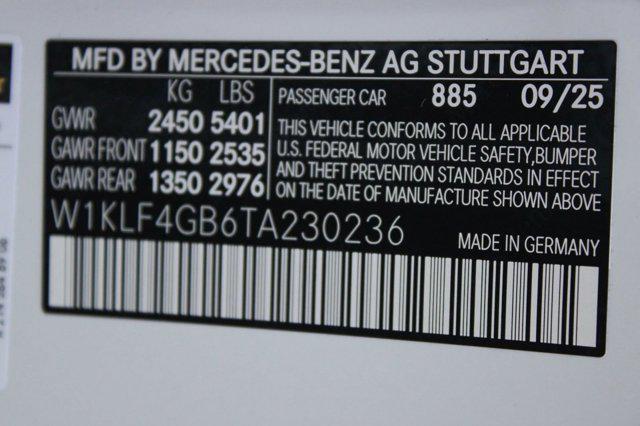 MFD BY MERCEDES-BENZ AG STUTTGART
KG LBS
GVWR 2450 5401
GAWR FRONT 1150 2535
GAWR REAR 1350 2976
PASSENGER CAR 885 09/25
THIS VEHICLE CONFORMS TO ALL APPLICABLE
U.S. FEDERAL MOTOR VEHICLE SAFETY,BUMPER
AND THEFT PREVENTION STANDARDS IN EFFECT
ON THE DATE OF MANUFACTURE SHOWN ABOVE
W1KLF4GB6TA230236
MADE IN GERMANY